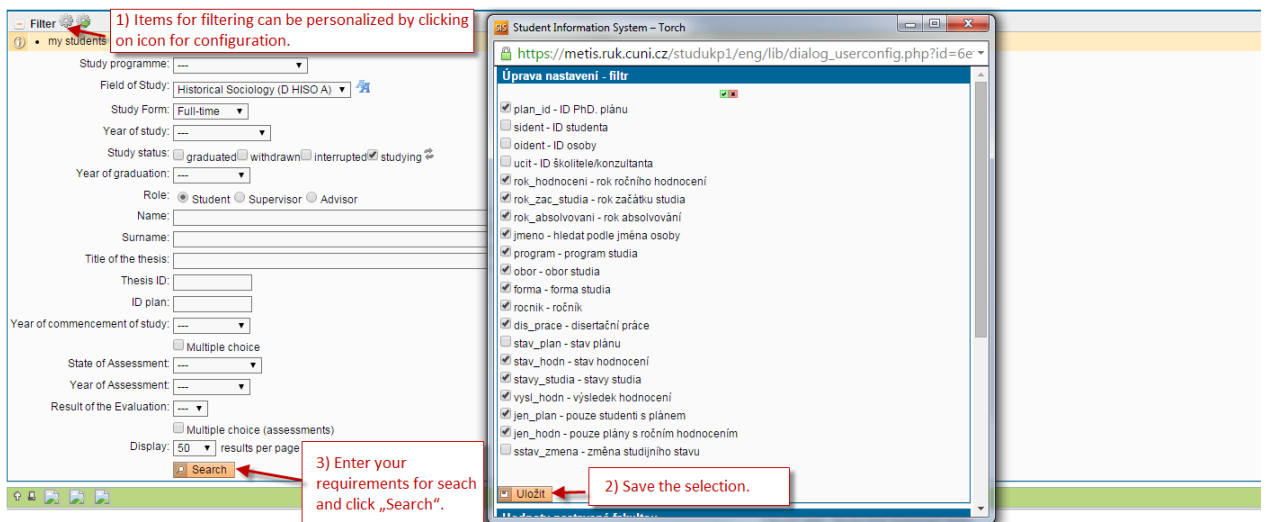 Filter
1) Items for filtering can be personalized by clicking
on icon for configuration.
• my students
Study programme: ---
Field of Study: Historical Sociology (D HISO A)
Study Form: Full-time
Year of study: ---
Study status: graduated withdrawn interrupted studying
Year of graduation: ---
Role: Student Supervisor Advisor
Name:
Surname:
Title of the thesis:
Thesis ID:
ID plan:
Year of commencement of study: ---
Multiple choice
State of Assessment: ---
Year of Assessment: ---
Result of the Evaluation: ---
Multiple choice (assessments)
Display: 50 results per page
Search
3) Enter your
requirements for seach
and click „Search“.
SIS Student Information System – Torch
https://metis.ruk.cuni.cz/studukp1/eng/lib/dialog_userconfig.php?id=6e
Úprava nastavení - filtr
plan_id - ID PhD. plánu
sident - ID studenta
oident - ID osoby
ucit - ID školitele/konzultanta
rok_hodnoceni - rok ročního hodnocení
rok_zac_studia - rok začátku studia
rok_absolvovani - rok absolvování
jmeno - hledat podle jména osoby
program - program studia
obor - obor studia
forma - forma studia
rocnik - ročník
dis_prace - disertační práce
stav_plan - stav plánu
stav_hodn - stav hodnocení
stavy_studia - stavy studia
vysl_hodn - výsledek hodnocení
jen_plan - pouze studenti s plánem
jen_hodn - pouze plány s ročním hodnocením
sstav_zmena - změna studijního stavu
Uložit
2) Save the selection.
Hodnoty nastavené fakultou